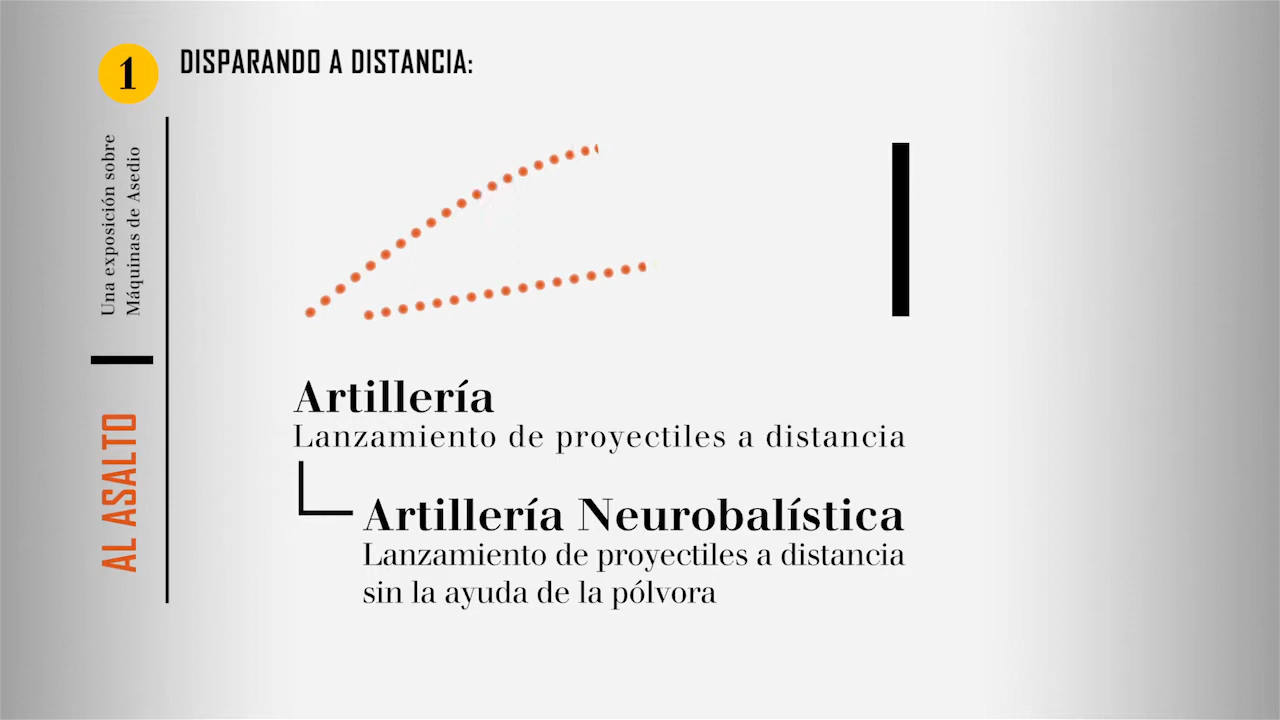 1
DISPARANDO A DISTANCIA:
Una exposición sobre
Máquinas de Asedio
AL ASALTO
Artillería
Lanzamiento de proyectiles a distancia
Artillería Neurobalística
Lanzamiento de proyectiles a distancia
sin la ayuda de la pólvora